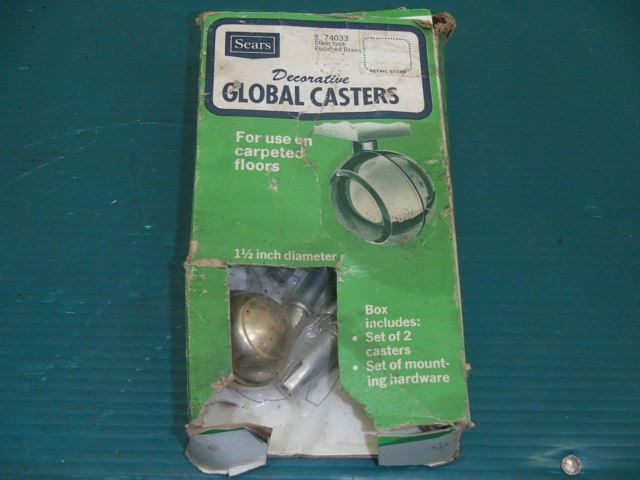 Sears
9 74033
Stem type
Polished Brass
RETAIL STORE
Decorative
GLOBAL CASTERS
For use on
carpeted
floors
1½ inch diameter
Box
includes:
• Set of 2
casters
• Set of mount-
ing hardware